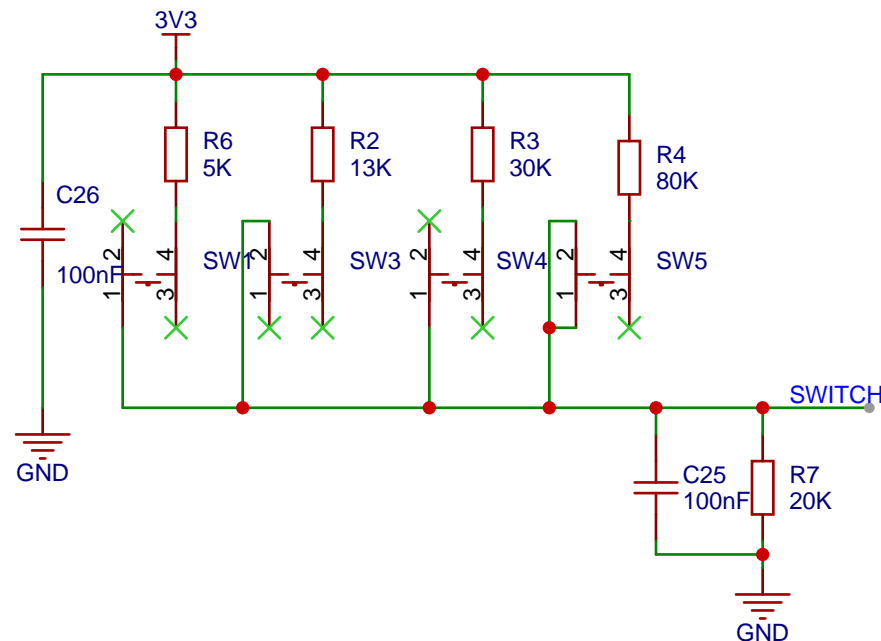 3V3
R6
5K
R2
13K
R3
30K
R4
80K
C26
100nF
2
1
4
3
SW1
2
1
4
3
SW3
2
1
4
3
SW4
2
1
4
3
SW5
SWITCH
C25
100nF
R7
20K
GND
GND